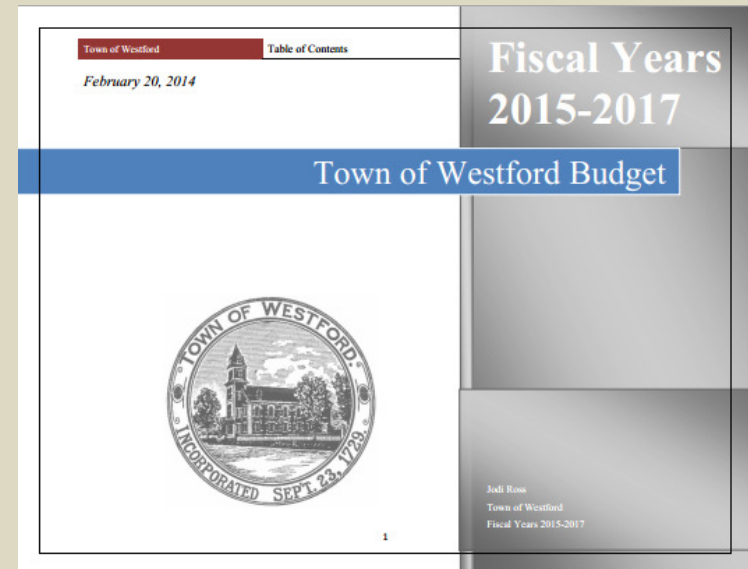 Town of Westford
Table of Contents
February 20, 2014
Fiscal Years
2015-2017
Town of Westford Budget
TOWN OF WESTFORD.
INCORPORATED SEPT. 23, 1729.
Jodi Ross
Town of Westford
Fiscal Years 2015-2017
1